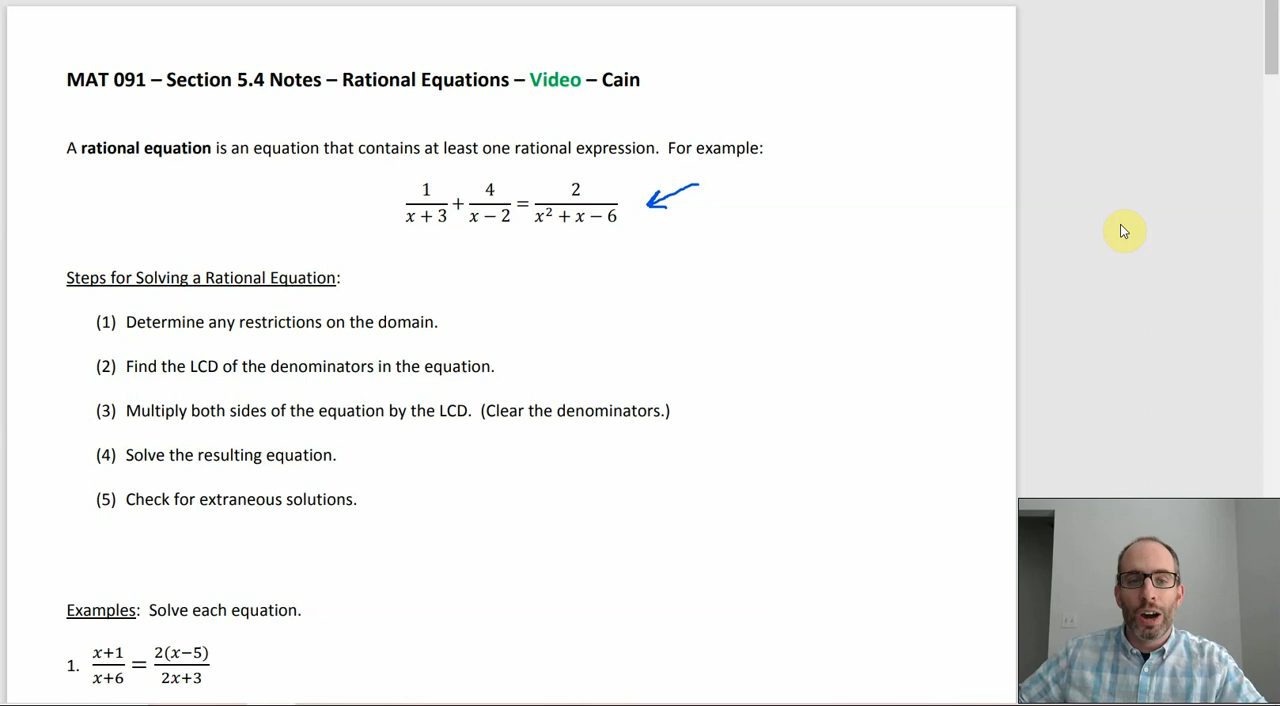 MAT 091 – Section 5.4 Notes – Rational Equations – Video – Cain
A rational equation is an equation that contains at least one rational expression.  For example:
1/(x + 3) + 4/(x − 2) = 2/(x² + x − 6)
Steps for Solving a Rational Equation:
(1) Determine any restrictions on the domain.
(2) Find the LCD of the denominators in the equation.
(3) Multiply both sides of the equation by the LCD.  (Clear the denominators.)
(4) Solve the resulting equation.
(5) Check for extraneous solutions.
Examples:  Solve each equation.
1. (x+1)/(x+6) = 2(x−5)/(2x+3)